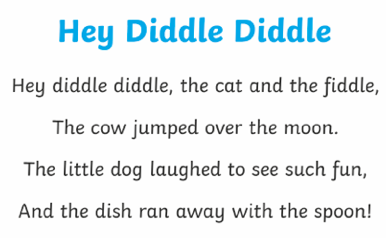 Hey Diddle Diddle
Hey diddle diddle, the cat and the fiddle,
The cow jumped over the moon.
The little dog laughed to see such fun,
And the dish ran away with the spoon!